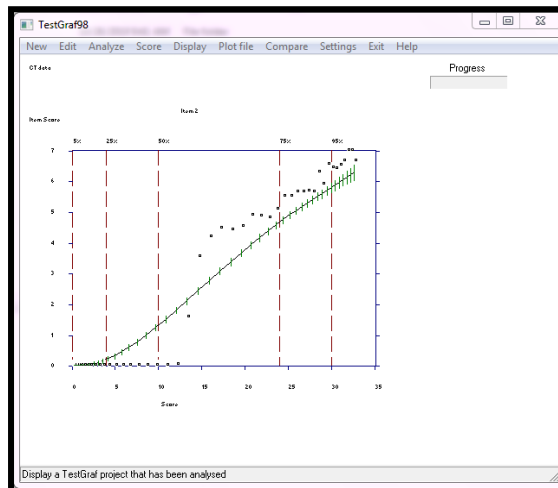 TestGraf98
New Edit Analyze Score Display Plot file Compare Settings Exit Help
CT data
Progress
Item 2
Item Score
5% 25% 50% 75% 95%
7
6
5
4
3
2
1
0
0 5 10 15 20 25 30 35
Score
Display a TestGraf project that has been analysed